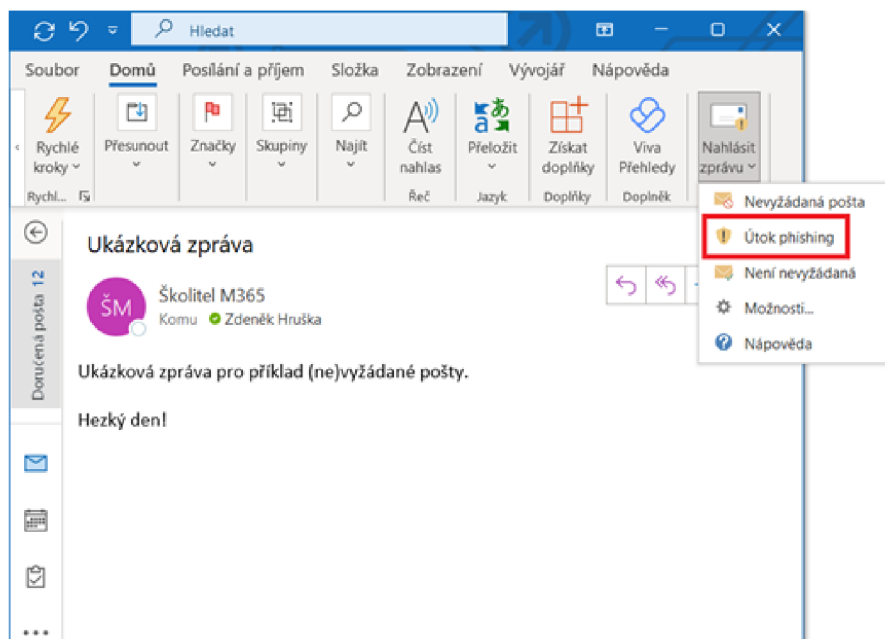 Hledat
Soubor Domů Posílání a příjem Složka Zobrazení Vývojář Nápověda
Rychlé kroky
Přesunout
Značky
Skupiny
Najít
Číst nahlas
Přeložit
Získat doplňky
Viva Přehledy
Nahlásit zprávu
Rychl... Řeč Jazyk Doplňky Doplněk
Nevyžádaná pošta
Útok phishing
Není nevyžádaná
Možnosti...
Nápověda
Doručená pošta 12
Ukázková zpráva
ŠM
Školitel M365
Komu Zdeněk Hruška
Ukázková zpráva pro příklad (ne)vyžádané pošty.
Hezký den!